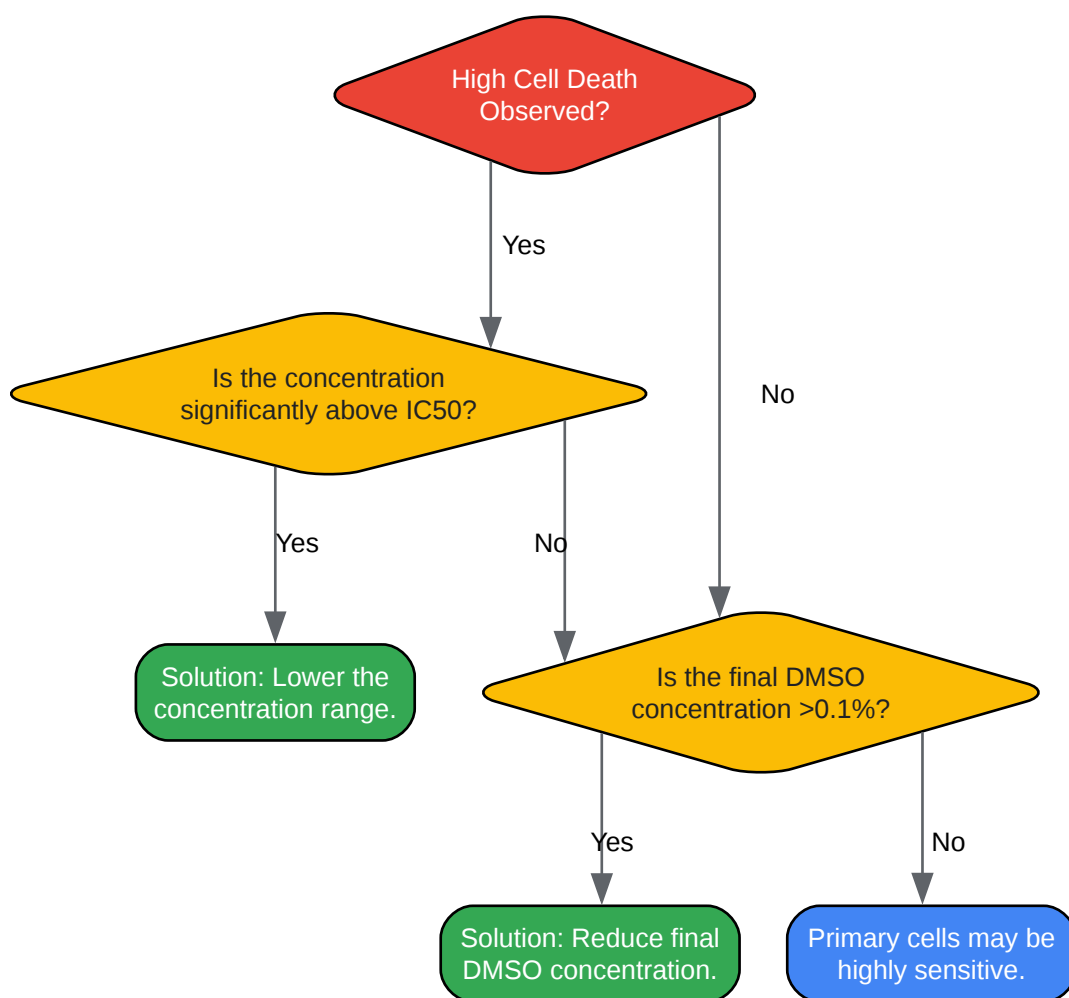 High Cell Death
Observed?
Yes
Is the concentration
significantly above IC50?
No
Yes
No
Solution: Lower the
concentration range.
Is the final DMSO
concentration >0.1%?
Yes
No
Solution: Reduce final
DMSO concentration.
Primary cells may be
highly sensitive.